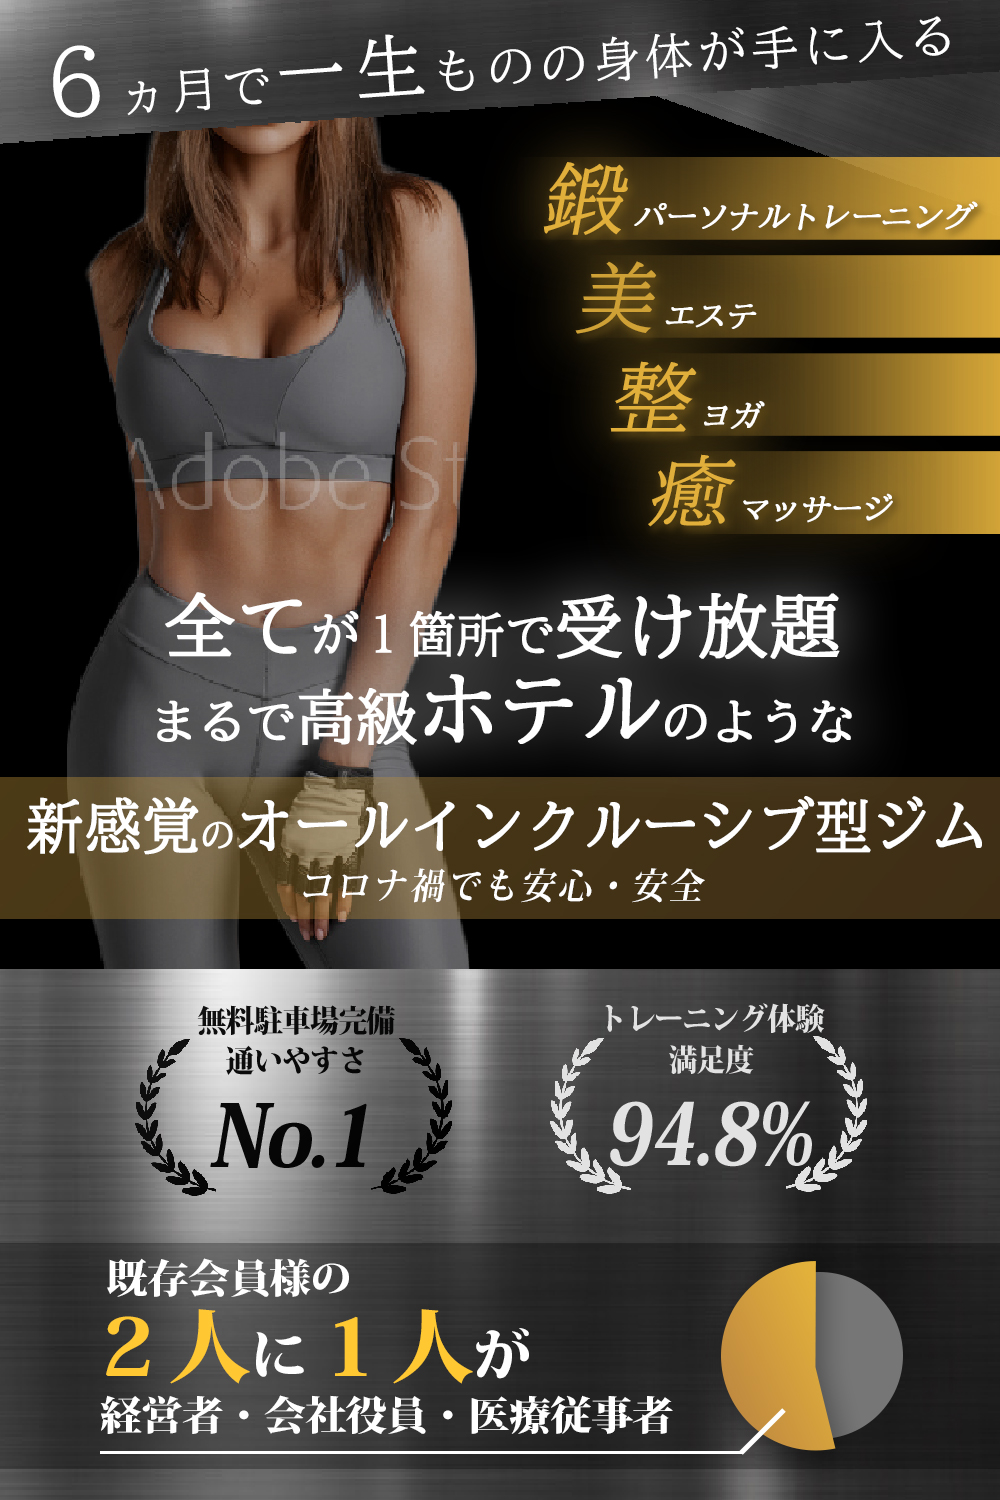 6ヵ月で一生ものの身体が手に入る
鍛 パーソナルトレーニング
美 エステ
整 ヨガ
癒 マッサージ
Adobe St
全てが1箇所で受け放題
まるで高級ホテルのような
新感覚のオールインクルーシブ型ジム
コロナ禍でも安心・安全
無料駐車場完備
通いやすさ
No.1
トレーニング体験
満足度
94.8%
既存会員様の
2人に1人が
経営者・会社役員・医療従事者